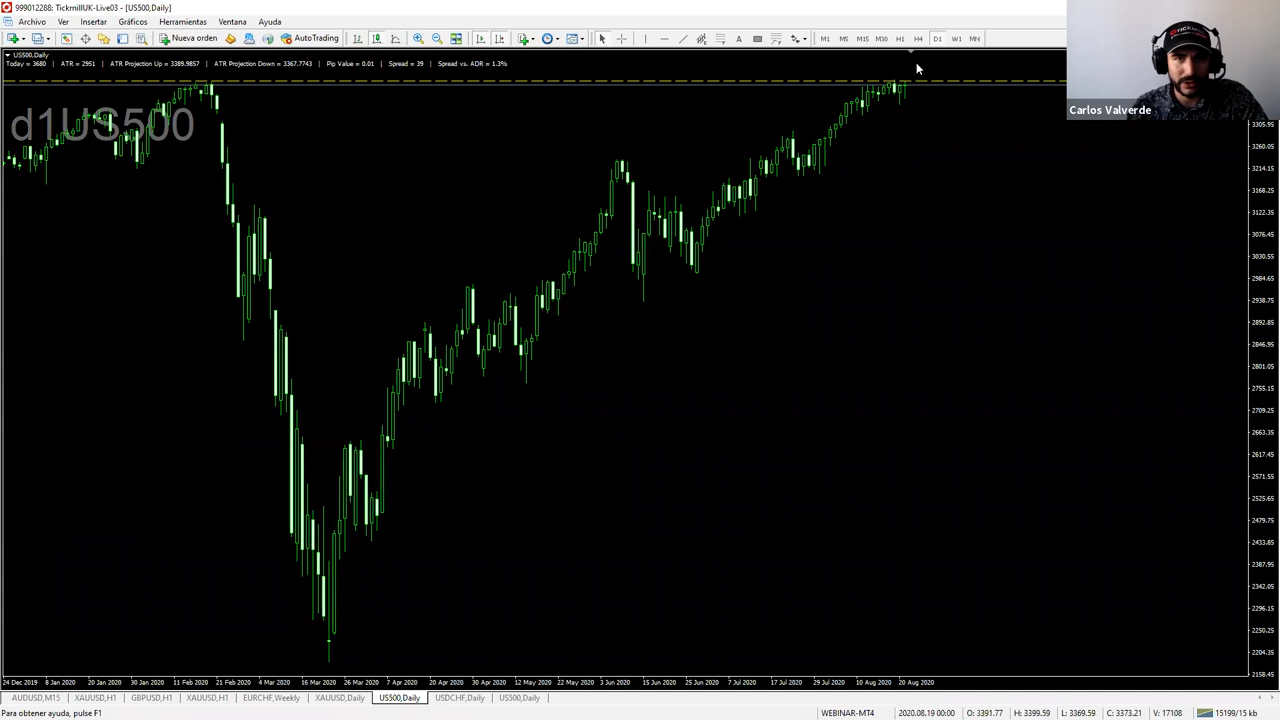 999012288: TickmillUK-Live03 - [US500,Daily]
Archivo Ver Insertar Gráficos Herramientas Ventana Ayuda
Nueva orden AutoTrading M1 M5 M15 M30 H1 H4 D1 W1 MN
US500,Daily
Today = 3680 | ATR = 2951 | ATR Projection Up = 3389.9857 | ATR Projection Down = 3367.7743 | Pip Value = 0.01 | Spread = 39 | Spread vs. ADR = 1.3%
d1US500
Carlos Valverde
3305.95
3260.05
3214.15
3168.25
3122.35
3076.45
3030.55
2984.65
2938.75
2892.85
2846.95
2801.05
2755.15
2709.25
2663.35
2617.45
2571.55
2525.65
2479.75
2433.85
2387.95
2342.05
2296.15
2250.25
2204.35
2158.45
24 Dec 2019 8 Jan 2020 20 Jan 2020 30 Jan 2020 11 Feb 2020 21 Feb 2020 4 Mar 2020 16 Mar 2020 26 Mar 2020 7 Apr 2020 20 Apr 2020 30 Apr 2020 12 May 2020 22 May 2020 3 Jun 2020 15 Jun 2020 25 Jun 2020 7 Jul 2020 17 Jul 2020 29 Jul 2020 10 Aug 2020 20 Aug 2020
AUDUSD,M15 XAUUSD,H1 GBPUSD,H1 XAUUSD,H1 EURCHF,Weekly XAUUSD,Daily US500,Daily USDCHF,Daily US500,Daily
Para obtener ayuda, pulse F1 WEBINAR-MT4 2020.08.19 00:00 O: 3391.77 H: 3399.59 L: 3369.59 C: 3373.21 V: 17108 15199/15 kb